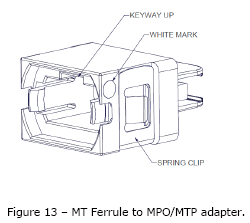 KEYWAY UP
WHITE MARK
SPRING CLIP
Figure 13 – MT Ferrule to MPO/MTP adapter.